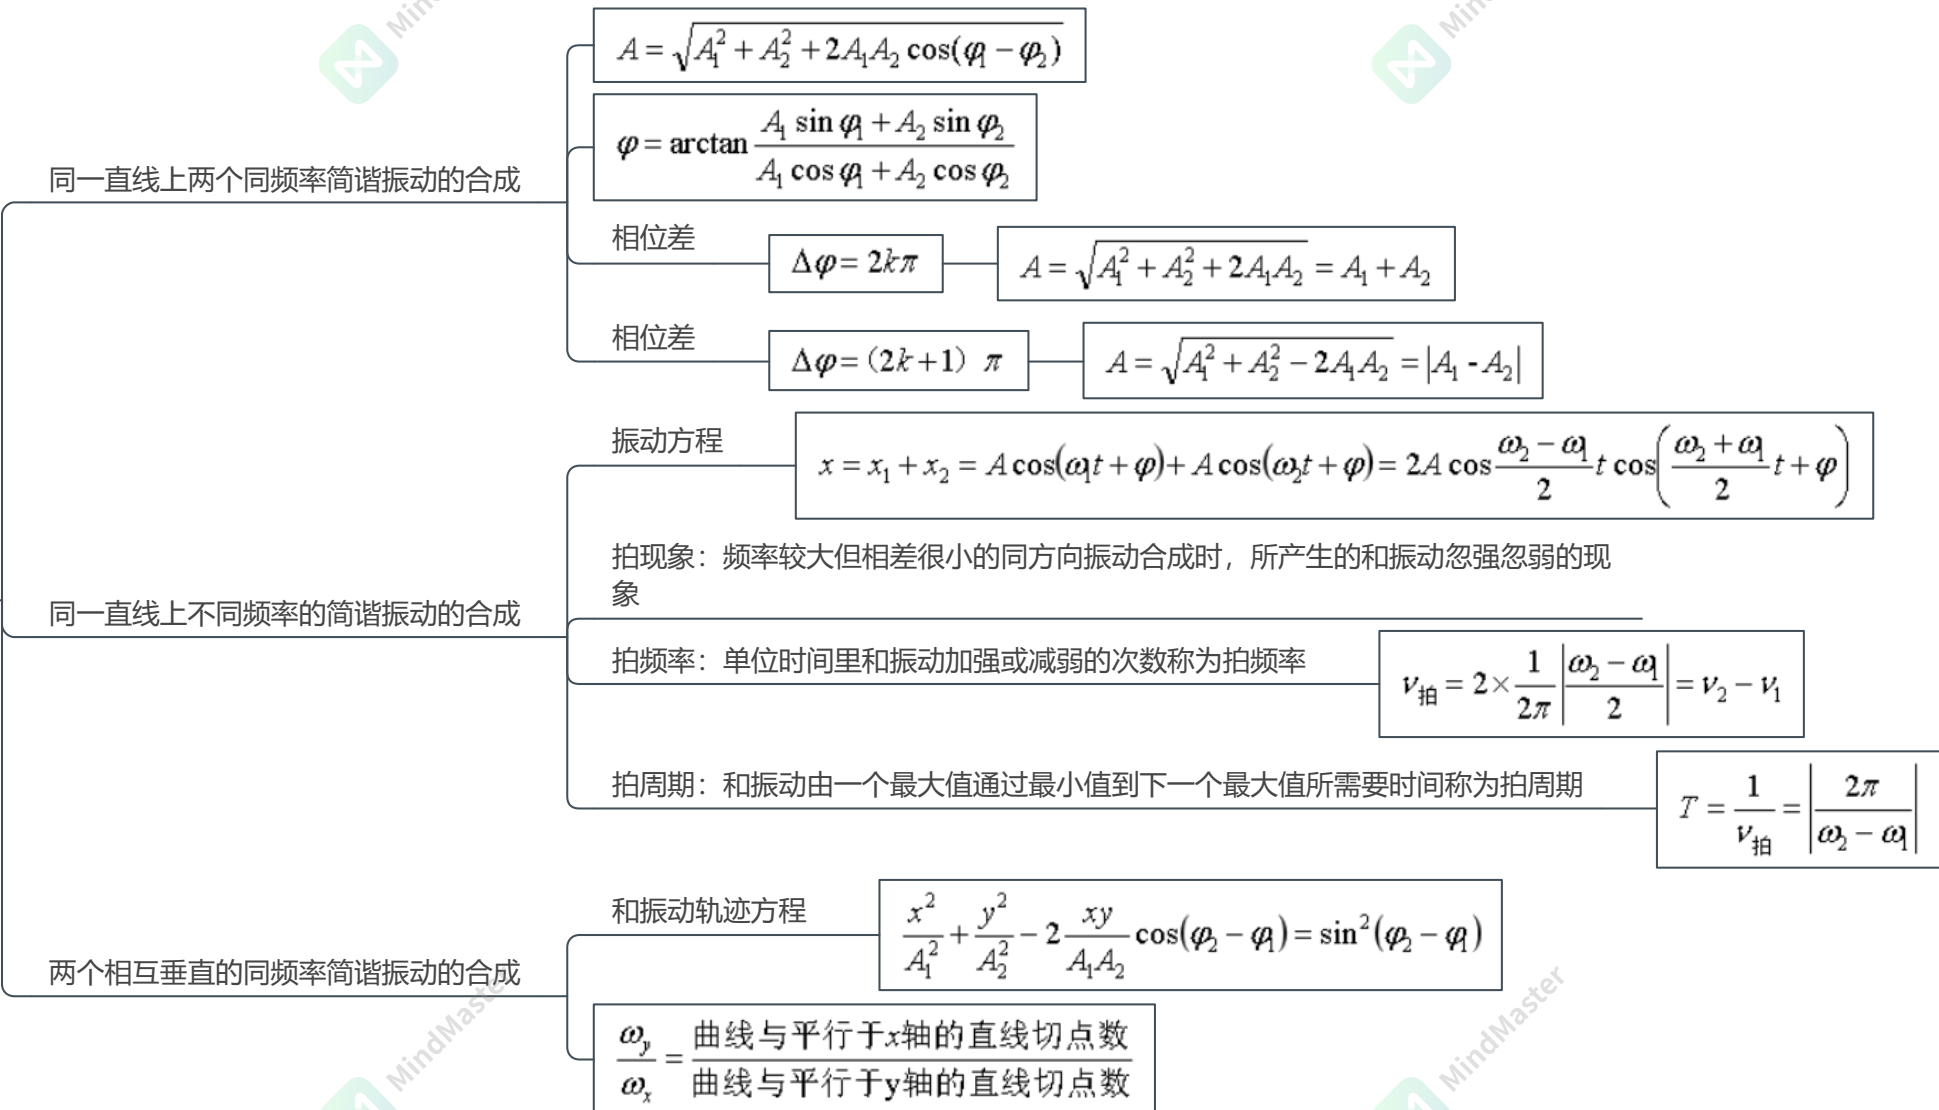 A = √(A₁² + A₂² + 2A₁A₂ cos(φ₁ − φ₂))
φ = arctan (A₁ sin φ₁ + A₂ sin φ₂) / (A₁ cos φ₁ + A₂ cos φ₂)
同一直线上两个同频率简谐振动的合成
相位差
Δφ = 2kπ
A = √(A₁² + A₂² + 2A₁A₂) = A₁ + A₂
相位差
Δφ =（2k+1） π
A = √(A₁² + A₂² − 2A₁A₂) = |A₁ - A₂|
振动方程
x = x₁ + x₂ = A cos(ω₁t + φ) + A cos(ω₂t + φ) = 2A cos (ω₂ − ω₁)/2 t cos((ω₂ + ω₁)/2 t + φ)
拍现象：频率较大但相差很小的同方向振动合成时，所产生的和振动忽强忽弱的现
象
同一直线上不同频率的简谐振动的合成
拍频率：单位时间里和振动加强或减弱的次数称为拍频率
ν拍 = 2 × 1/2π |(ω₂ − ω₁)/2| = ν₂ − ν₁
拍周期：和振动由一个最大值通过最小值到下一个最大值所需要时间称为拍周期
T = 1/ν拍 = |2π/(ω₂ − ω₁)|
和振动轨迹方程
x²/A₁² + y²/A₂² − 2 xy/A₁A₂ cos(φ₂ − φ₁) = sin²(φ₂ − φ₁)
两个相互垂直的同频率简谐振动的合成
ω_y/ω_x = 曲线与平行于x轴的直线切点数 / 曲线与平行于y轴的直线切点数
MindMaster
MindMaster